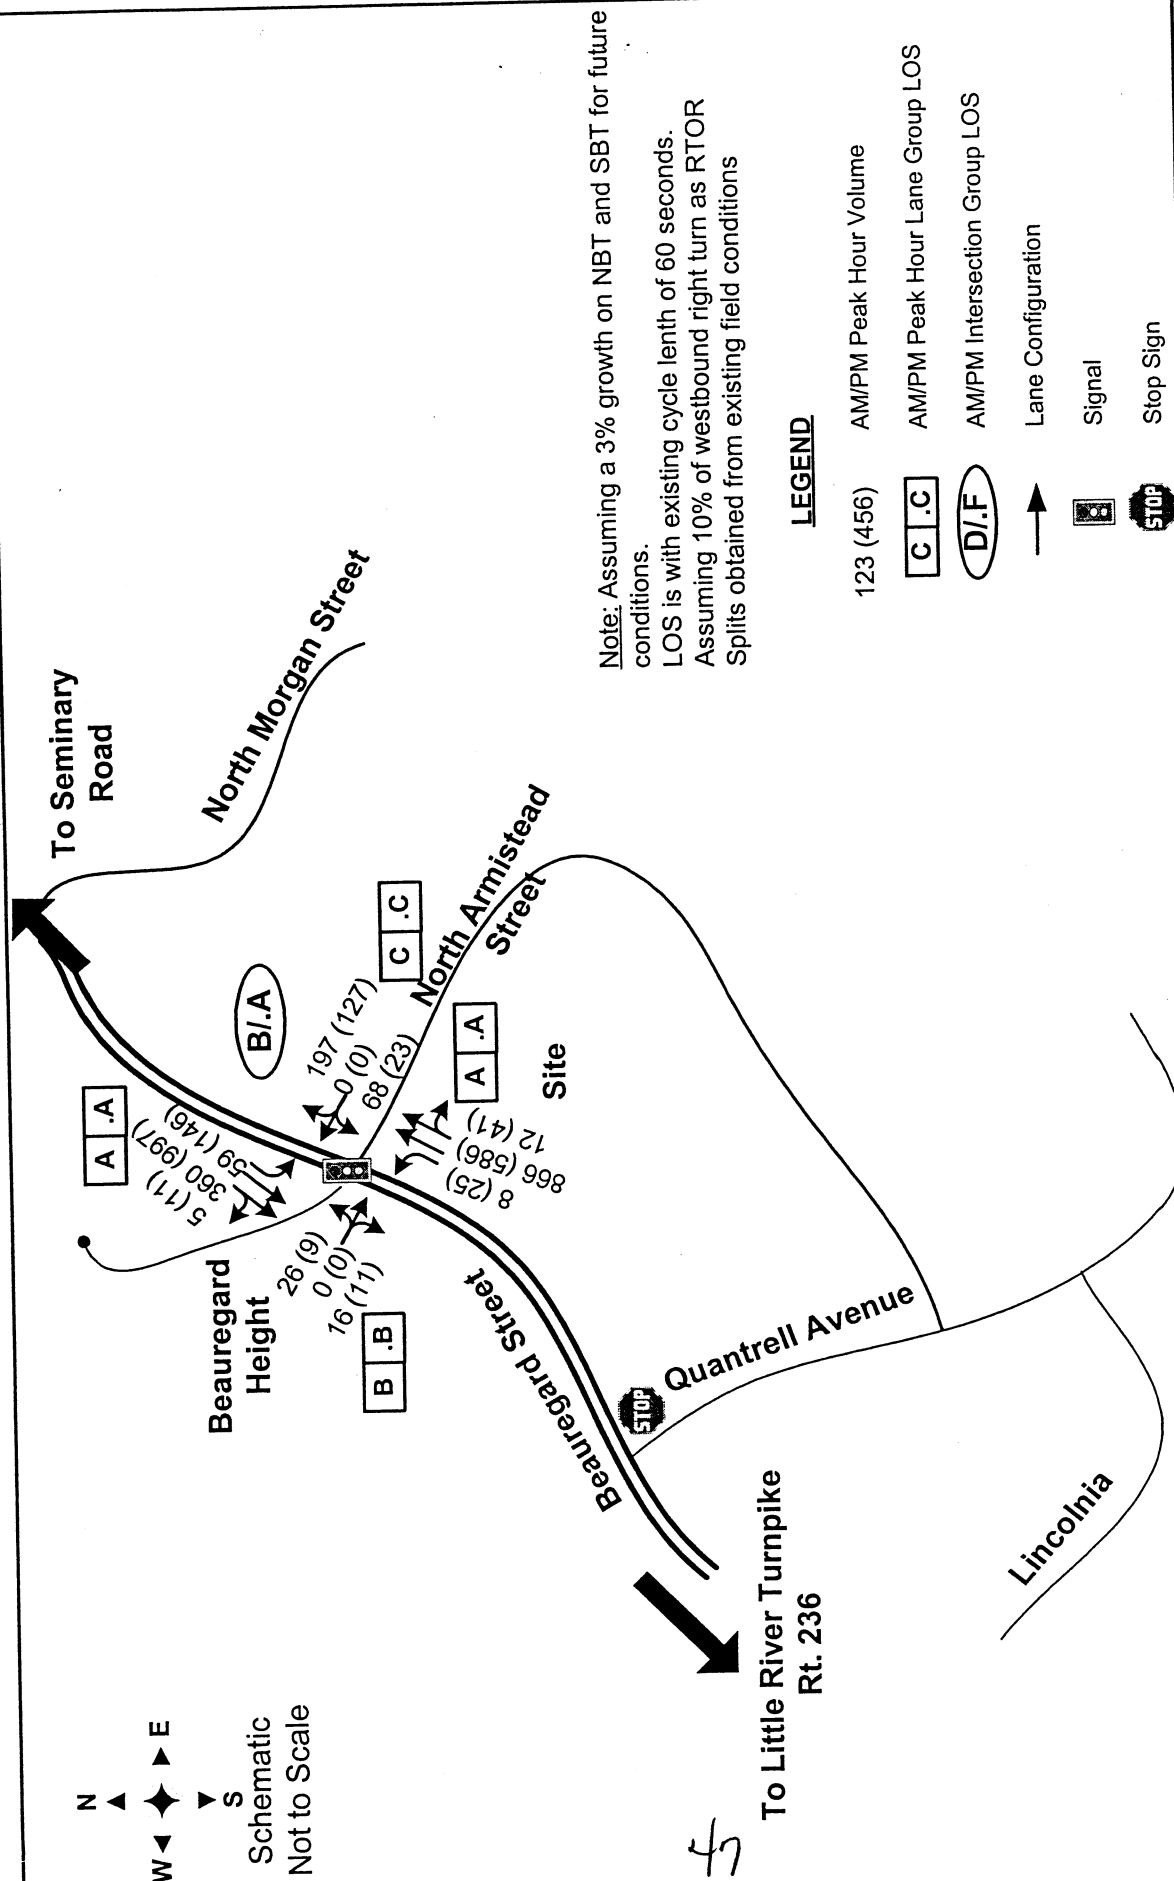 N
W E
S
Schematic
Not to Scale
To Seminary
Road
North Morgan Street
Beauregard
Height
A .A
5 (11)
360 (997)
59 (146)
B/.A
197 (127)
0 (0)
68 (23)
C .C
North Armistead
Street
26 (9)
0 (0)
16 (11)
B .B
8 (25)
866 (586)
12 (41)
A .A
Site
Beauregard Street
STOP
Quantrell Avenue
To Little River Turnpike
Rt. 236
Lincolnia
Note: Assuming a 3% growth on NBT and SBT for future
conditions.
LOS is with existing cycle lenth of 60 seconds.
Assuming 10% of westbound right turn as RTOR
Splits obtained from existing field conditions
LEGEND
123 (456) AM/PM Peak Hour Volume
C .C AM/PM Peak Hour Lane Group LOS
D/.F AM/PM Intersection Group LOS
Lane Configuration
Signal
STOP Stop Sign
47